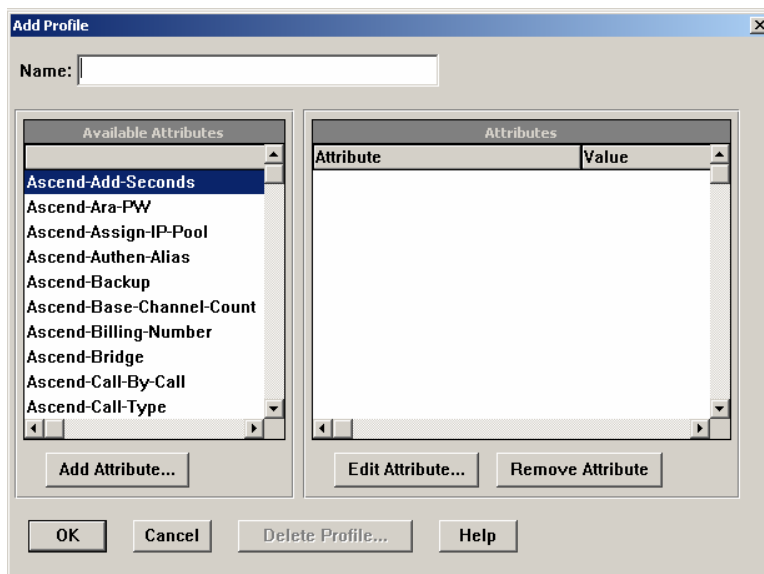 Add Profile
Name:
Available Attributes
Ascend-Add-Seconds
Ascend-Ara-PW
Ascend-Assign-IP-Pool
Ascend-Authen-Alias
Ascend-Backup
Ascend-Base-Channel-Count
Ascend-Billing-Number
Ascend-Bridge
Ascend-Call-By-Call
Ascend-Call-Type
Add Attribute...
Attributes
Attribute Value
Edit Attribute... Remove Attribute
OK Cancel Delete Profile... Help